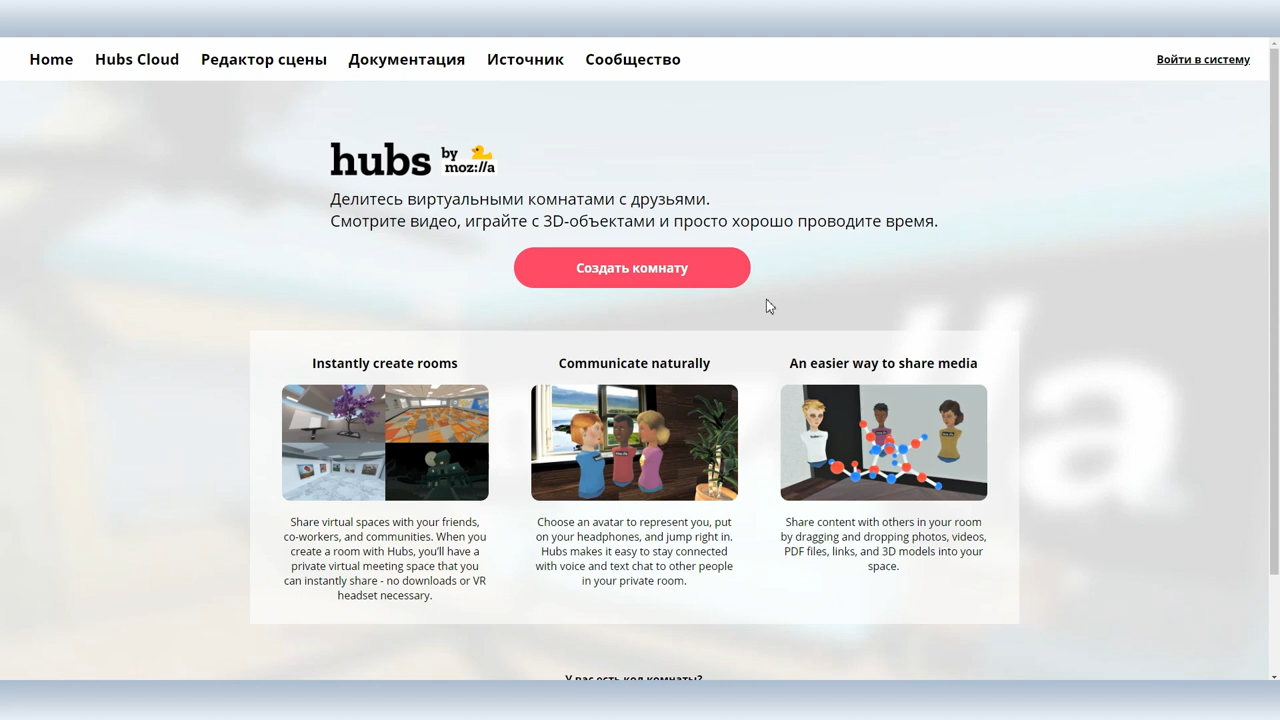 Home Hubs Cloud Редактор сцены Документация Источник Сообщество Войти в систему
hubs by moz://a
Делитесь виртуальными комнатами с друзьями.
Смотрите видео, играйте с 3D-объектами и просто хорошо проводите время.
Создать комнату
Instantly create rooms
Share virtual spaces with your friends,
co-workers, and communities. When you
create a room with Hubs, you’ll have a
private virtual meeting space that you
can instantly share - no downloads or VR
headset necessary.
Communicate naturally
Choose an avatar to represent you, put
on your headphones, and jump right in.
Hubs makes it easy to stay connected
with voice and text chat to other people
in your private room.
An easier way to share media
Share content with others in your room
by dragging and dropping photos, videos,
PDF files, links, and 3D models into your
space.
У вас есть код комнаты?
//a